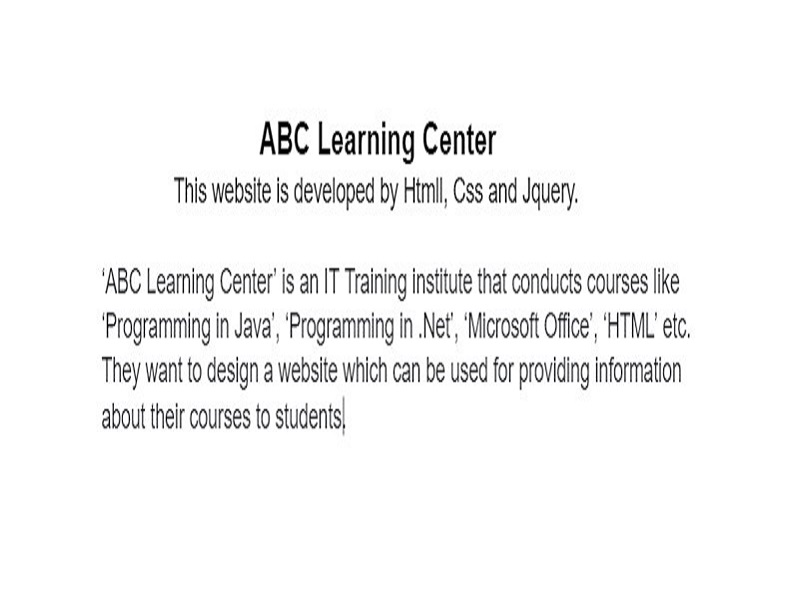 ABC Learning Center
This website is developed by Htmll, Css and Jquery.
‘ABC Learning Center’ is an IT Training institute that conducts courses like
‘Programming in Java’, ‘Programming in .Net’, ‘Microsoft Office’, ‘HTML’ etc.
They want to design a website which can be used for providing information
about their courses to students.